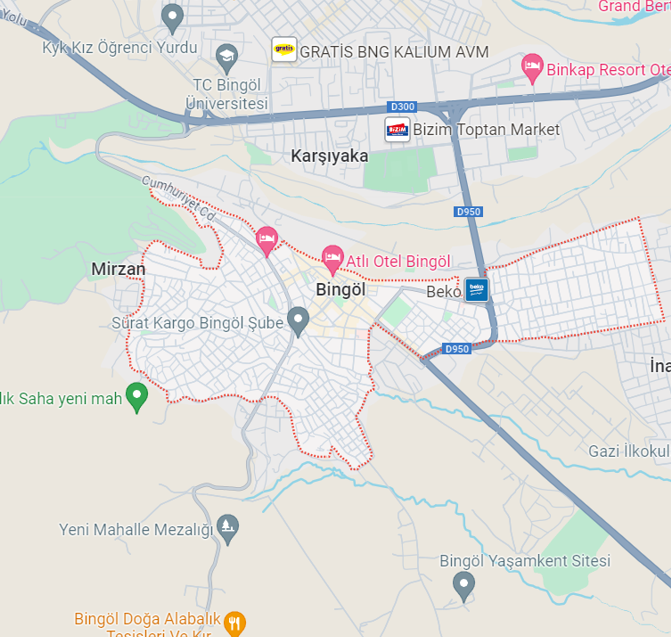 Grand Ber
Yolu
Kyk Kız Öğrenci Yurdu
gratis
GRATİS BNG KALIUM AVM
TC Bingöl
Üniversitesi
Binkap Resort Ote
D300
BİZİM
Bizim Toptan Market
Karşıyaka
Cumhuriyet Cd
D950
Mirzan
Atlı Otel Bingöl
Bingöl
Beko
beko
Sürat Kargo Bingöl Şube
D950
İna
lık Saha yeni mah
Gazi İlkokul
Yeni Mahalle Mezalığı
Bingöl Yaşamkent Sitesi
Bingöl Doğa Alabalık
Tesisleri Ve Kır